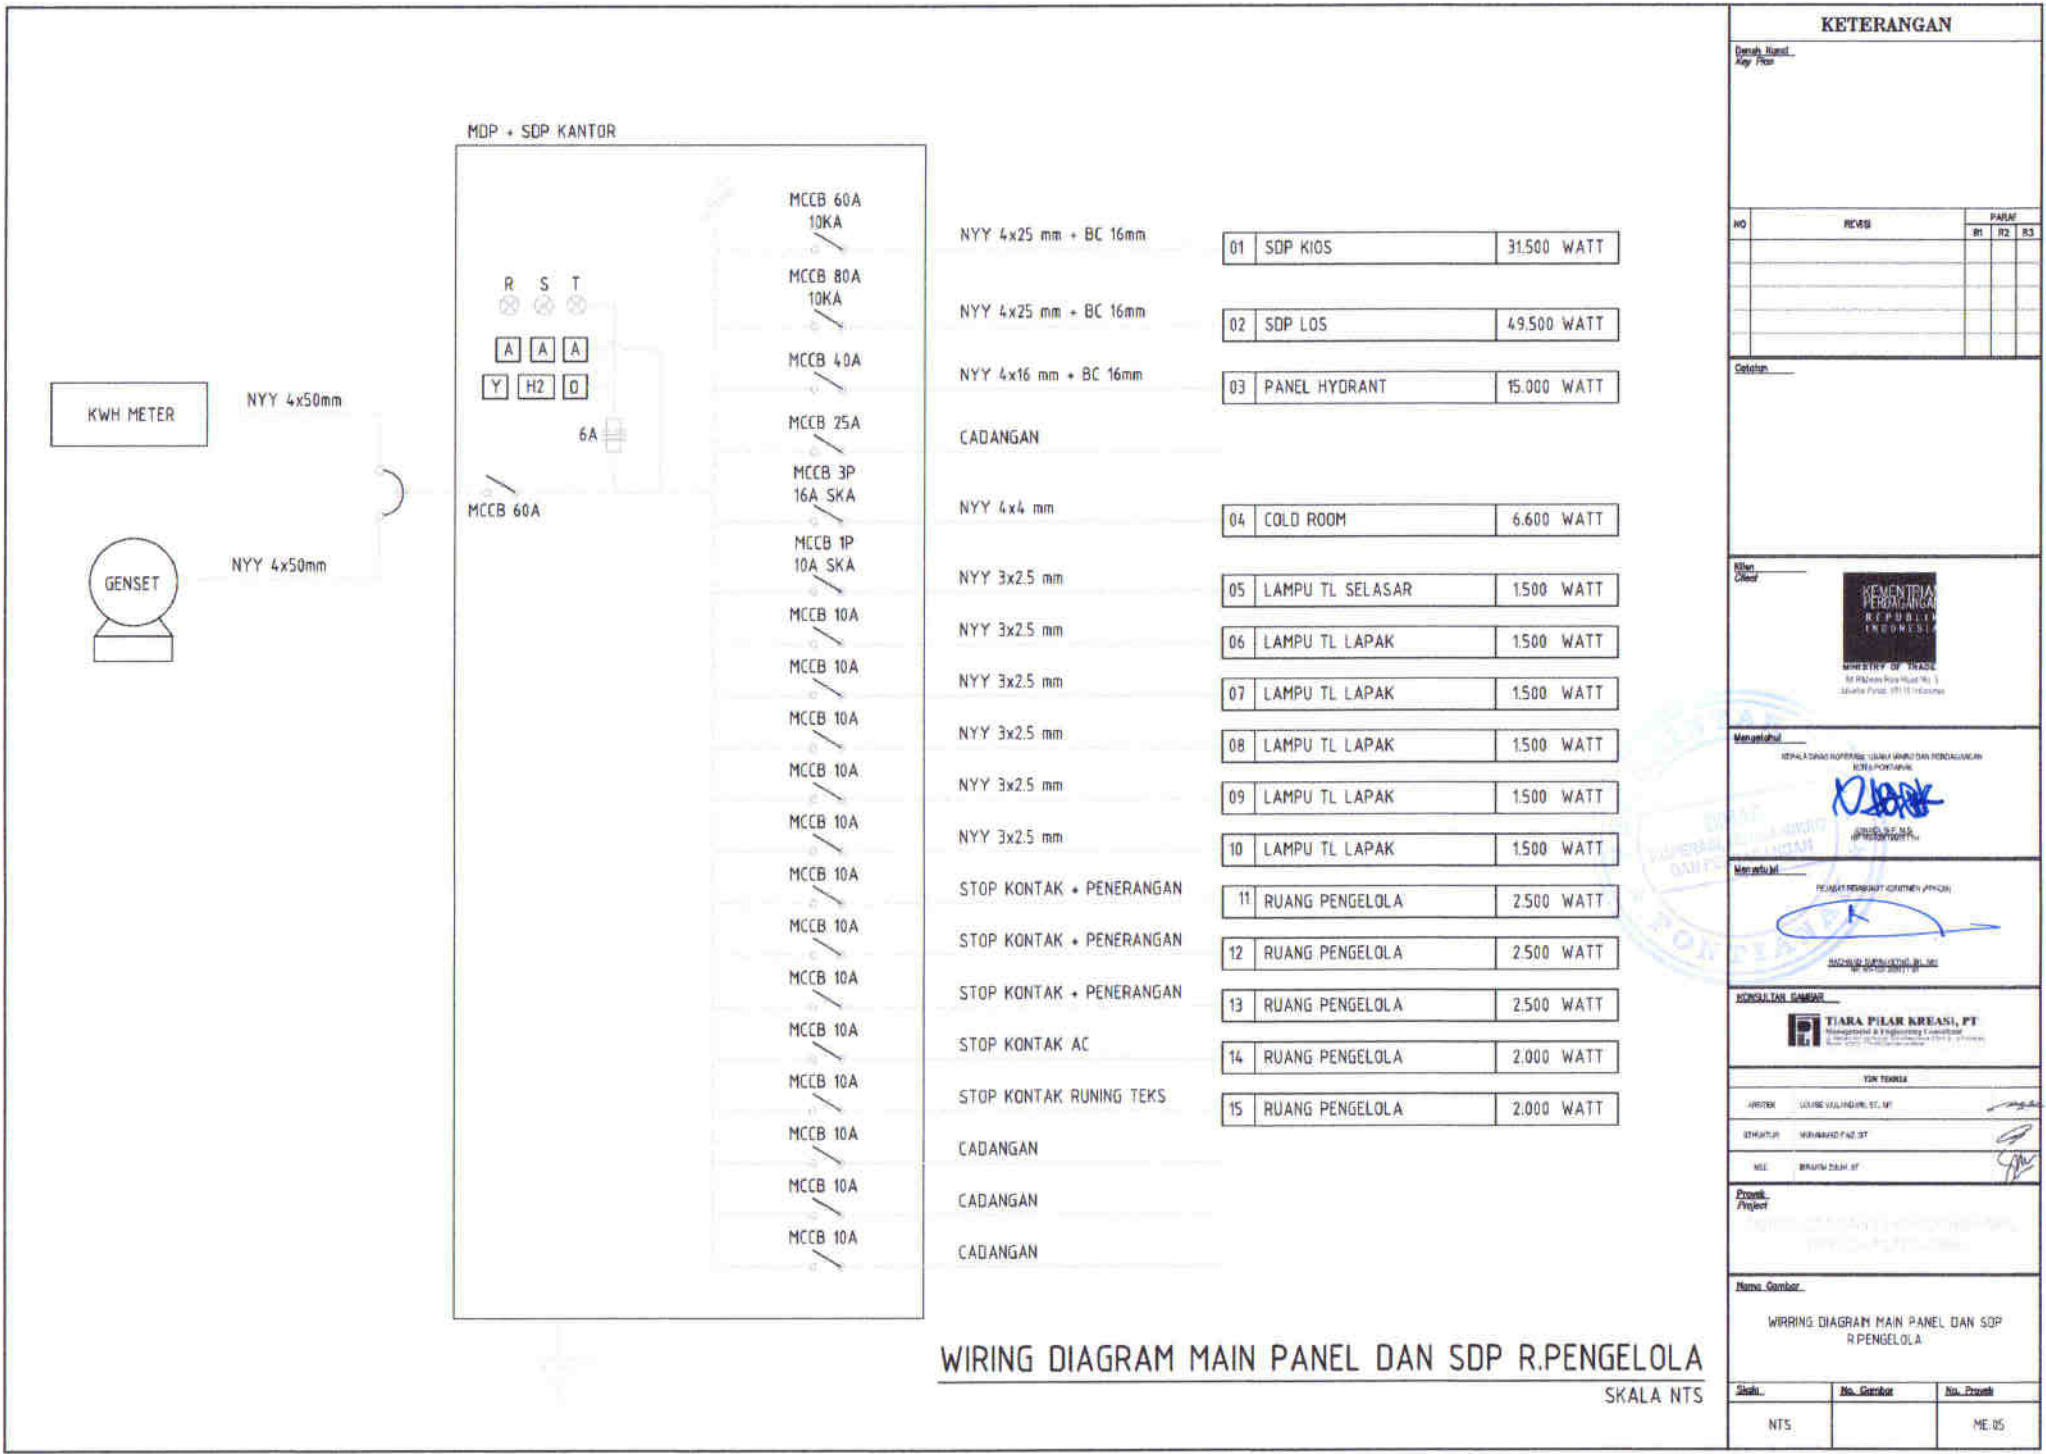 MDP + SDP KANTOR
MCCB 60A
10KA
NYY 4x25 mm + BC 16mm
01 SDP KIOS 31.500 WATT
R S T
MCCB 80A
10KA
NYY 4x25 mm + BC 16mm
02 SDP LOS 49.500 WATT
A A A
Y H2 0
MCCB 40A
NYY 4x16 mm + BC 16mm
03 PANEL HYDRANT 15.000 WATT
KWH METER
NYY 4x50mm
6A
MCCB 25A
CADANGAN
MCCB 60A
MCCB 3P
16A SKA
NYY 4x4 mm
04 COLD ROOM 6.600 WATT
GENSET
NYY 4x50mm
MCCB 1P
10A SKA
NYY 3x2.5 mm
05 LAMPU TL SELASAR 1.500 WATT
MCCB 10A
NYY 3x2.5 mm
06 LAMPU TL LAPAK 1.500 WATT
MCCB 10A
NYY 3x2.5 mm
07 LAMPU TL LAPAK 1.500 WATT
MCCB 10A
NYY 3x2.5 mm
08 LAMPU TL LAPAK 1.500 WATT
MCCB 10A
NYY 3x2.5 mm
09 LAMPU TL LAPAK 1.500 WATT
MCCB 10A
NYY 3x2.5 mm
10 LAMPU TL LAPAK 1.500 WATT
MCCB 10A
STOP KONTAK + PENERANGAN
11 RUANG PENGELOLA 2.500 WATT
MCCB 10A
STOP KONTAK + PENERANGAN
12 RUANG PENGELOLA 2.500 WATT
MCCB 10A
STOP KONTAK + PENERANGAN
13 RUANG PENGELOLA 2.500 WATT
MCCB 10A
STOP KONTAK AC
14 RUANG PENGELOLA 2.000 WATT
MCCB 10A
STOP KONTAK RUNING TEKS
15 RUANG PENGELOLA 2.000 WATT
MCCB 10A
CADANGAN
MCCB 10A
CADANGAN
MCCB 10A
CADANGAN
WIRING DIAGRAM MAIN PANEL DAN SDP R.PENGELOLA
SKALA NTS
KETERANGAN
Denah Kunci
Key Plan
NO REVISI PARAF
R1 R2 R3
Catatan
Klien
Client
KEMENTRIAN
PERDAGANGAN
REPUBLIK
INDONESIA
MINISTRY OF TRADE
Mengetahui
KOTA PONTIANAK
Menyetujui
PONTIANAK
KONSULTAN GAMBAR
TIARA PILAR KREASI, PT
Management & Engineering Consultant
TIM TEKNIS
ARSITEK
STRUKTUR
MEE
Proyek
Project
Nama Gambar
WIRRING DIAGRAM MAIN PANEL DAN SDP
R.PENGELOLA
Skala No. Gambar No. Proyek
NTS ME.05